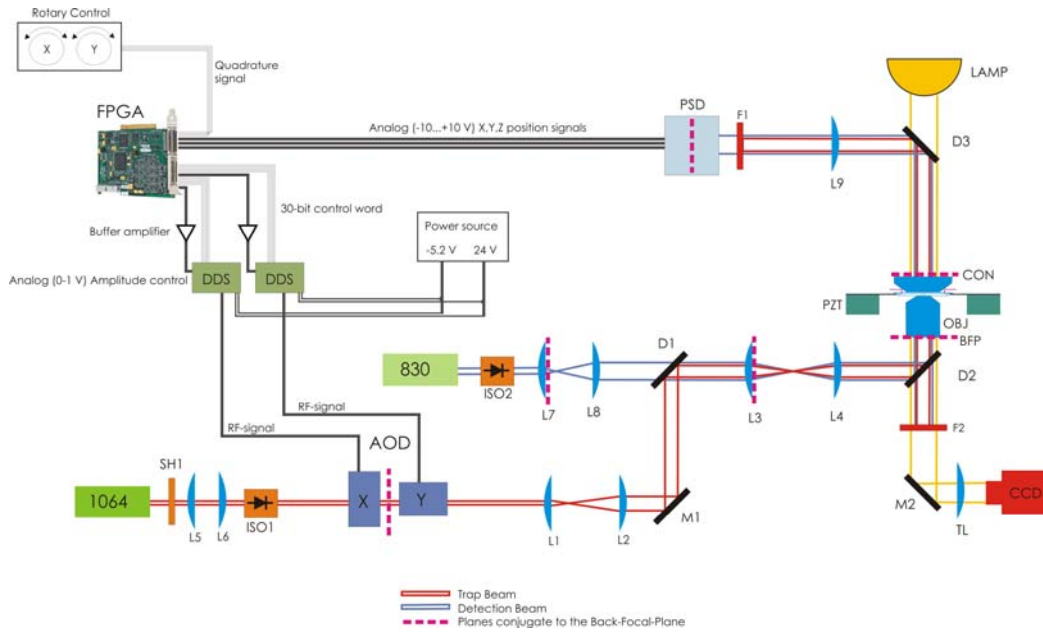 Rotary Control
X
Y
Quadrature
signal
FPGA
Analog (-10...+10 V) X,Y,Z position signals
PSD
F1
L9
LAMP
D3
30-bit control word
Buffer amplifier
Power source
-5.2 V
24 V
Analog (0-1 V) Amplitude control
DDS
DDS
CON
PZT
OBJ
BFP
830
ISO2
L7
L8
D1
L3
L4
D2
RF-signal
RF-signal
AOD
F2
SH1
1064
L5
L6
ISO1
X
Y
L1
L2
M1
M2
TL
CCD
Trap Beam
Detection Beam
Planes conjugate to the Back-Focal-Plane